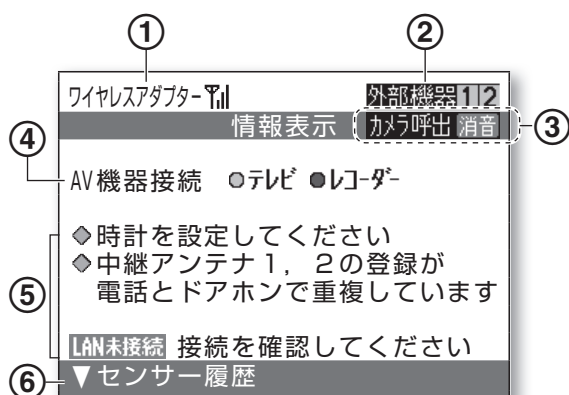 ① ②
ワイヤレスアダプター 外部機器 1 2
情報表示 カメラ呼出 消音 ③
④ AV機器接続 ●テレビ ●レコーダー
⑤ ◆時計を設定してください
◆中継アンテナ1，2の登録が
電話とドアホンで重複しています
LAN未接続 接続を確認してください
⑥ ▼センサー履歴